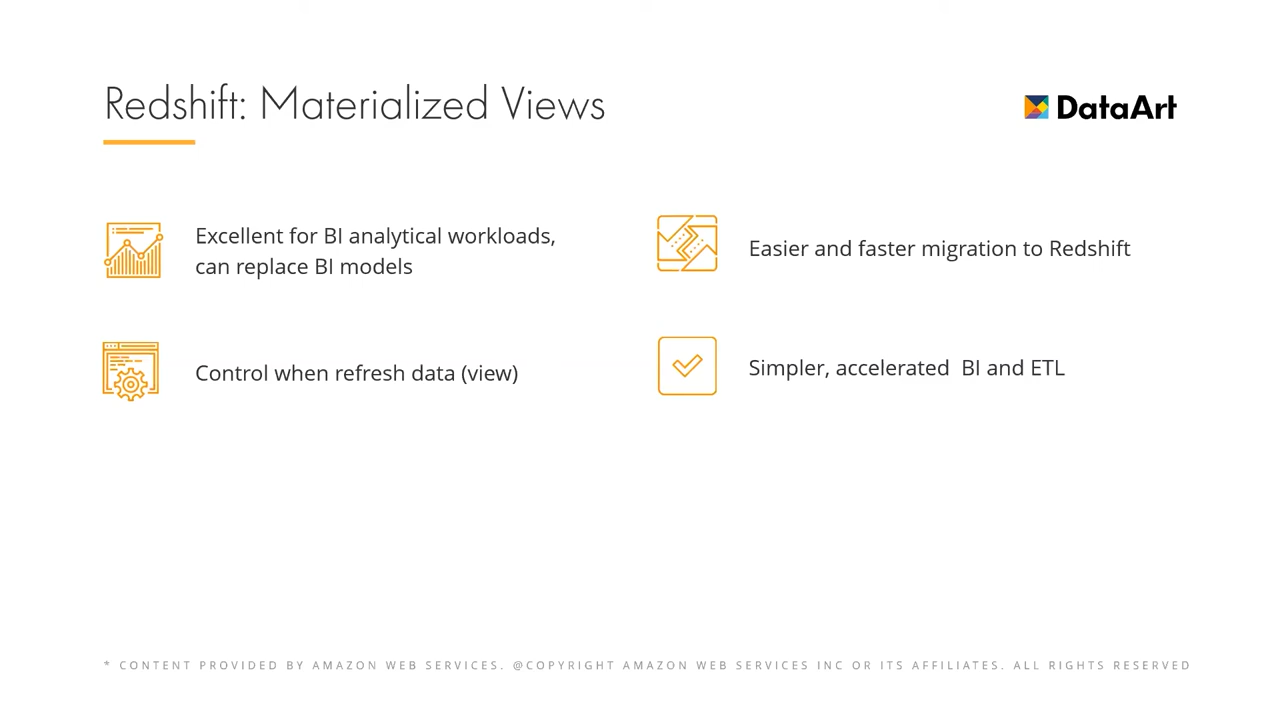 Redshift: Materialized Views
DataArt
Excellent for BI analytical workloads,
can replace BI models
Easier and faster migration to Redshift
Control when refresh data (view)
Simpler, accelerated  BI and ETL
* CONTENT PROVIDED BY AMAZON WEB SERVICES. @COPYRIGHT AMAZON WEB SERVICES INC OR ITS AFFILIATES. ALL RIGHTS RESERVED